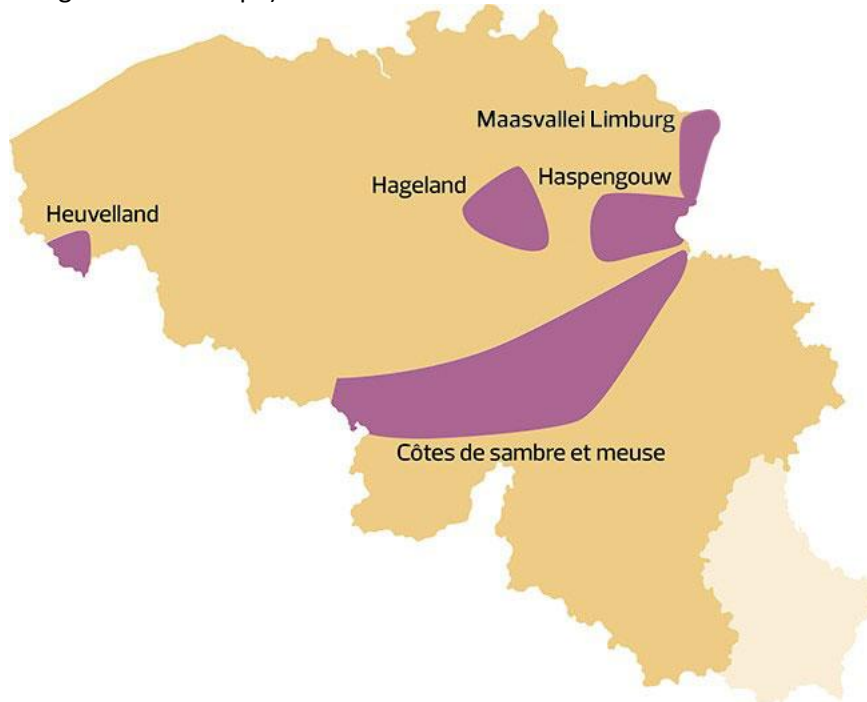 Maasvallei Limburg
Hageland
Haspengouw
Heuvelland
Côtes de sambre et meuse